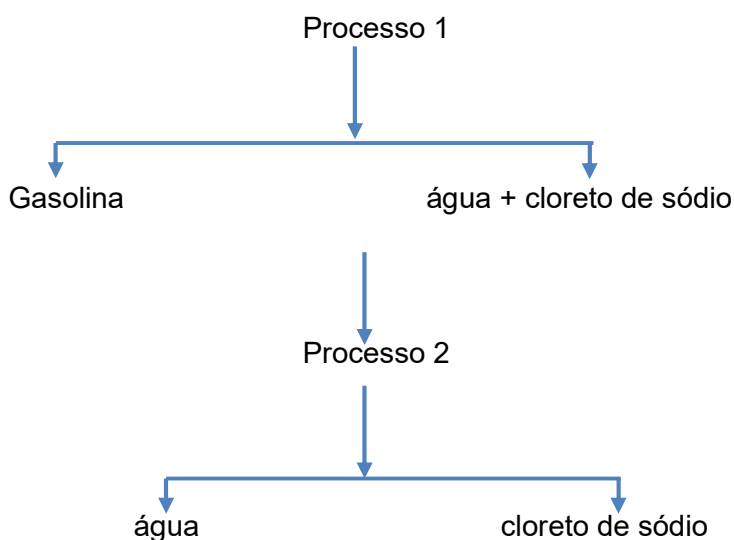 Processo 1
Gasolina
água + cloreto de sódio
Processo 2
água
cloreto de sódio